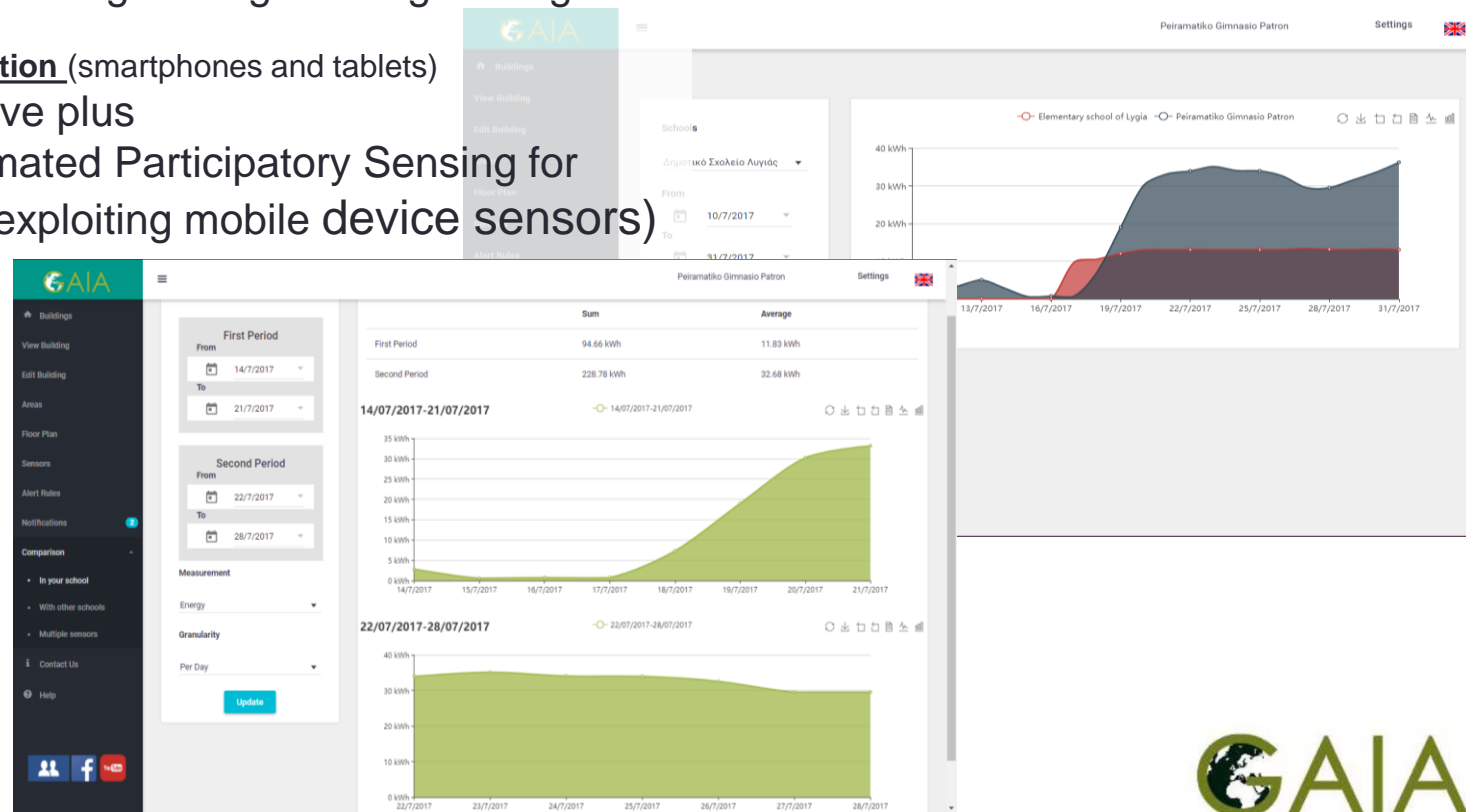 tion (smartphones and tablets)
ve plus
mated Participatory Sensing for
exploiting mobile device sensors)
GAIA
Peiramatiko Gimnasio Patron
Settings
Buildings
View Building
Edit Building
Floor Plan
Alert Rules
Schools
Δημοτικό Σχολείο Λυγιάς
From
10/7/2017
To
31/7/2017
Elementary school of Lygia
Peiramatiko Gimnasio Patron
40 kWh
30 kWh
20 kWh
13/7/2017 16/7/2017 19/7/2017 22/7/2017 25/7/2017 28/7/2017 31/7/2017
GAIA
Peiramatiko Gimnasio Patron
Settings
Buildings
View Building
Edit Building
Areas
Floor Plan
Sensors
Alert Rules
Notifications 2
Comparison
In your school
With other schools
Multiple sensors
Contact Us
Help
You Tube
First Period
From
14/7/2017
To
21/7/2017
Second Period
From
22/7/2017
To
28/7/2017
Measurement
Energy
Granularity
Per Day
Update
Sum Average
First Period 94.66 kWh 11.83 kWh
Second Period 228.78 kWh 32.68 kWh
14/07/2017-21/07/2017
14/07/2017-21/07/2017
35 kWh
30 kWh
25 kWh
20 kWh
15 kWh
10 kWh
5 kWh
0 kWh
14/7/2017 15/7/2017 16/7/2017 17/7/2017 18/7/2017 19/7/2017 20/7/2017 21/7/2017
22/07/2017-28/07/2017
22/07/2017-28/07/2017
40 kWh
30 kWh
20 kWh
10 kWh
0 kWh
22/7/2017 23/7/2017 24/7/2017 25/7/2017 26/7/2017 27/7/2017 28/7/2017
GAIA